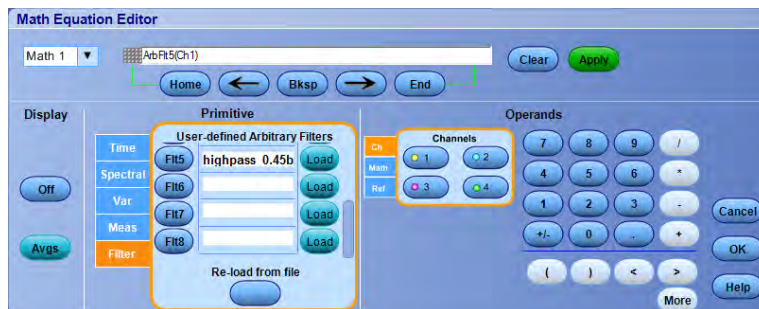 Math Equation Editor
Math 1
ArbFlt5(Ch1)
Clear
Apply
Home
Bksp
End
Display
Off
Avgs
Primitive
Time
Spectral
Var
Meas
Filter
User-defined Arbitrary Filters
Flt5 highpass 0.45b Load
Flt6 Load
Flt7 Load
Flt8 Load
Re-load from file
Operands
Ch
Math
Ref
Channels
1 2
3 4
7 8 9 /
4 5 6 *
1 2 3 -
+/- 0 . +
( ) < >
More
Cancel
OK
Help